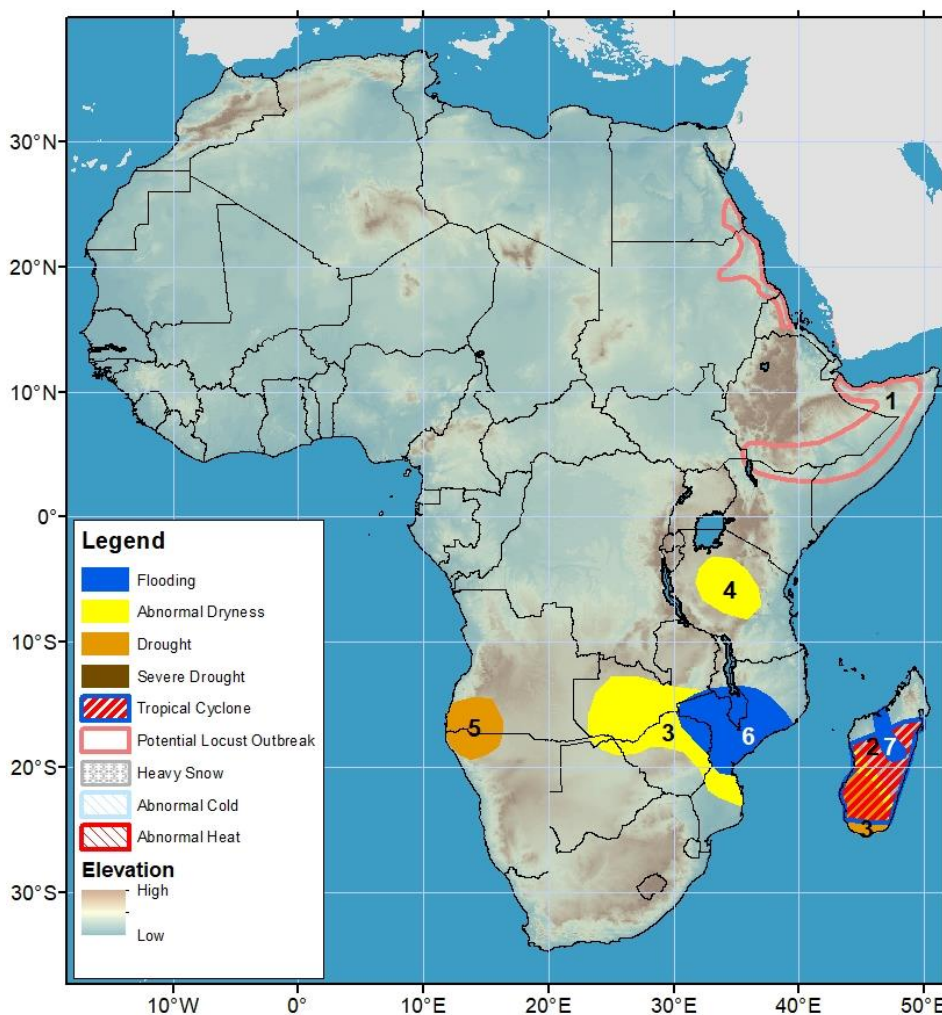 30°N
20°N
10°N
0°
10°S
20°S
30°S
1
4
5
3
6
2
7
3
Legend
Flooding
Abnormal Dryness
Drought
Severe Drought
Tropical Cyclone
Potential Locust Outbreak
Heavy Snow
Abnormal Cold
Abnormal Heat
Elevation
High
Low
10°W
0°
10°E
20°E
30°E
40°E
50°E